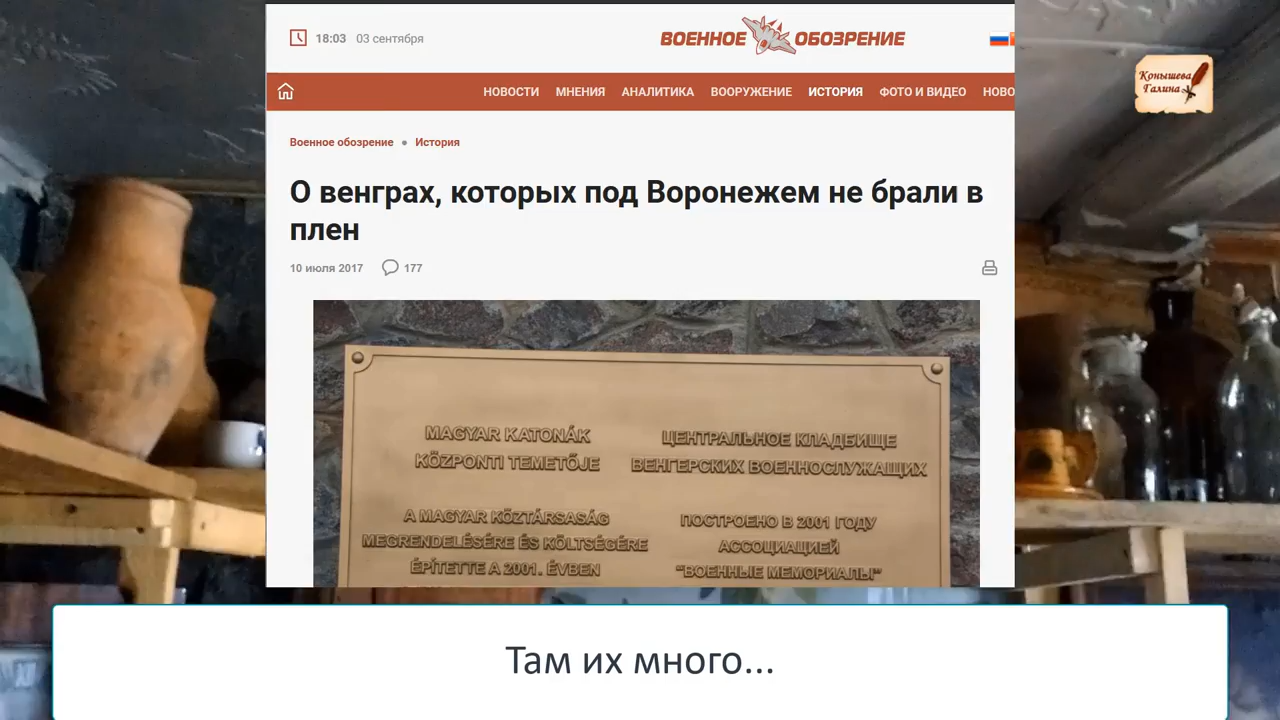 18:03 03 сентября
ВОЕННОЕ ОБОЗРЕНИЕ
НОВОСТИ МНЕНИЯ АНАЛИТИКА ВООРУЖЕНИЕ ИСТОРИЯ ФОТО И ВИДЕО НОВО
Конышева
Галина
Военное обозрение • История
О венграх, которых под Воронежем не брали в
плен
10 июля 2017 177
MAGYAR KATONÁK
KÖZPONTI TEMETŐJE
ЦЕНТРАЛЬНОЕ КЛАДБИЩЕ
ВЕНГЕРСКИХ ВОЕННОСЛУЖАЩИХ
A MAGYAR KÖZTÁRSASÁG
MEGRENDELÉSÉRE ÉS KÖLTSÉGÉRE
ÉPÍTETTE A 2001. ÉVBEN
ПОСТРОЕНО В 2001 ГОДУ
АССОЦИАЦИЕЙ
"ВОЕННЫЕ МЕМОРИАЛЫ"
Там их много...